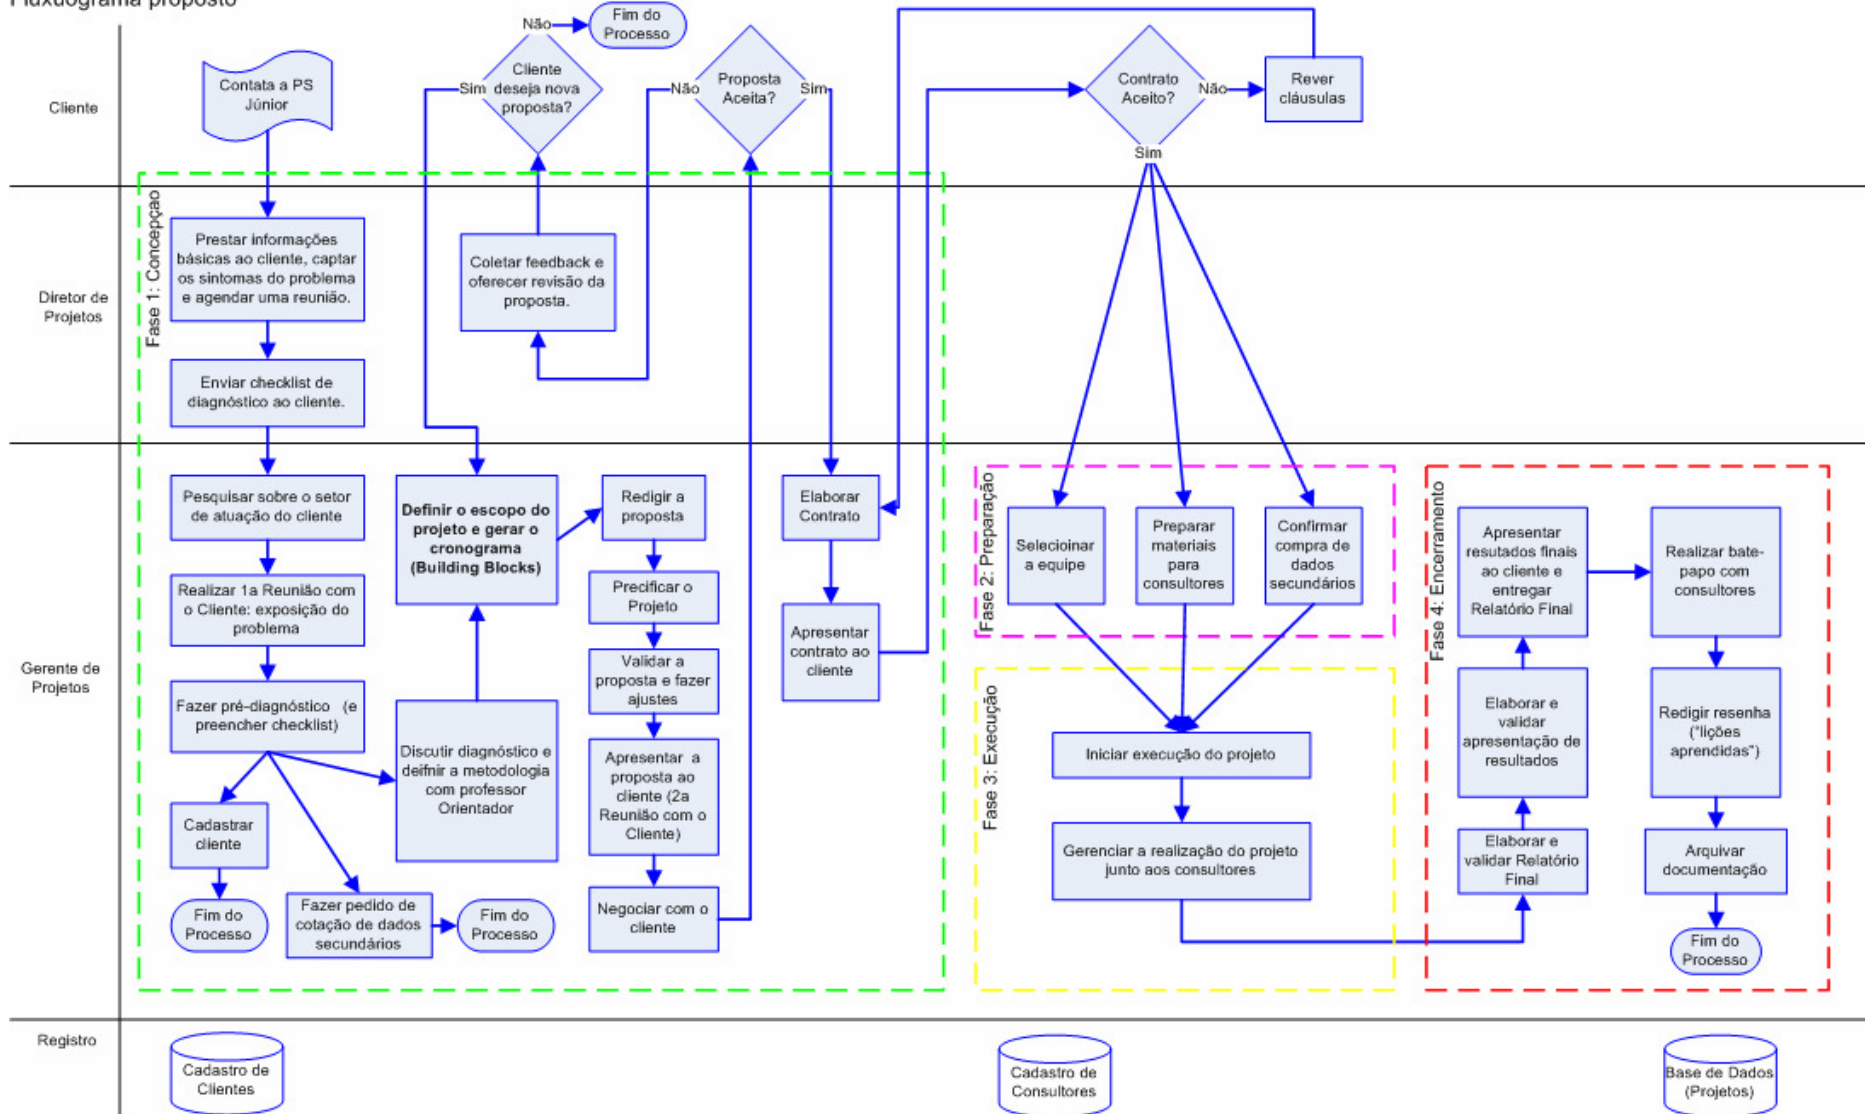 Fluxuograma proposto
Cliente
Contata a PS
Júnior
Não
Fim do
Processo
Cliente
deseja nova
proposta?
Sim
Proposta
Aceita?
Não
Sim
Contrato
Aceito?
Não
Sim
Rever
cláusulas
Diretor de
Projetos
Fase 1: Concepçao
Prestar informações
básicas ao cliente, captar
os sintomas do problema
e agendar uma reunião.
Enviar checklist de
diagnóstico ao cliente.
Coletar feedback e
oferecer revisão da
proposta.
Gerente de
Projetos
Pesquisar sobre o setor
de atuação do cliente
Realizar 1a Reunião com
o Cliente: exposição do
problema
Fazer pré-diagnóstico (e
preencher checklist)
Cadastrar
cliente
Fim do
Processo
Fazer pedido de
cotação de dados
secundários
Fim do
Processo
Discutir diagnóstico e
deifnir a metodologia
com professor
Orientador
Definir o escopo do
projeto e gerar o
cronograma
(Building Blocks)
Redigir a
proposta
Precificar o
Projeto
Validar a
proposta e fazer
ajustes
Apresentar a
proposta ao
cliente (2a
Reunião com o
Cliente)
Negociar com o
cliente
Elaborar
Contrato
Apresentar
contrato ao
cliente
Fase 2: Preparação
Selecioinar
a equipe
Preparar
materiais
para
consultores
Confirmar
compra de
dados
secundários
Fase 3: Execução
Iniciar execução do projeto
Gerenciar a realização do projeto
junto aos consultores
Fase 4: Encerramento
Apresentar
resutados finais
ao cliente e
entregar
Relatório Final
Elaborar e
validar
apresentação de
resultados
Elaborar e
validar Relatório
Final
Realizar bate-
papo com
consultores
Redigir resenha
("lições
aprendidas")
Arquivar
documentação
Fim do
Processo
Registro
Cadastro de
Clientes
Cadastro de
Consultores
Base de Dados
(Projetos)